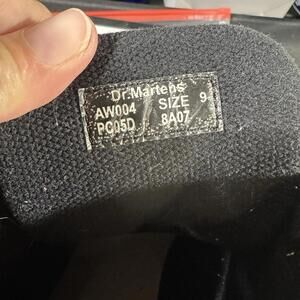 Dr.Martens
AW004 SIZE 9
PC05D 8A07